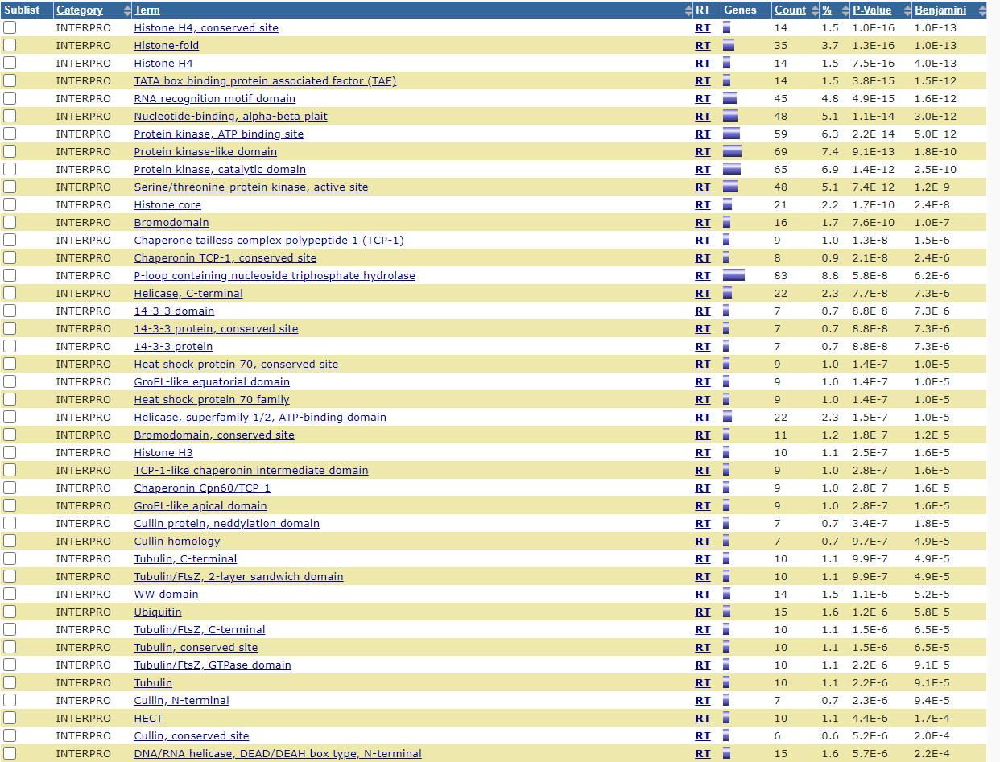 Sublist Category Term RT Genes Count % P-Value Benjamini
INTERPRO Histone H4, conserved site RT 14 1.5 1.0E-16 1.0E-13
INTERPRO Histone-fold RT 35 3.7 1.3E-16 1.0E-13
INTERPRO Histone H4 RT 14 1.5 7.5E-16 4.0E-13
INTERPRO TATA box binding protein associated factor (TAF) RT 14 1.5 3.8E-15 1.5E-12
INTERPRO RNA recognition motif domain RT 45 4.8 4.9E-15 1.6E-12
INTERPRO Nucleotide-binding, alpha-beta plait RT 48 5.1 1.1E-14 3.0E-12
INTERPRO Protein kinase, ATP binding site RT 59 6.3 2.2E-14 5.0E-12
INTERPRO Protein kinase-like domain RT 69 7.4 9.1E-13 1.8E-10
INTERPRO Protein kinase, catalytic domain RT 65 6.9 1.4E-12 2.5E-10
INTERPRO Serine/threonine-protein kinase, active site RT 48 5.1 7.4E-12 1.2E-9
INTERPRO Histone core RT 21 2.2 1.7E-10 2.4E-8
INTERPRO Bromodomain RT 16 1.7 7.6E-10 1.0E-7
INTERPRO Chaperone tailless complex polypeptide 1 (TCP-1) RT 9 1.0 1.3E-8 1.5E-6
INTERPRO Chaperonin TCP-1, conserved site RT 8 0.9 2.1E-8 2.4E-6
INTERPRO P-loop containing nucleoside triphosphate hydrolase RT 83 8.8 5.8E-8 6.2E-6
INTERPRO Helicase, C-terminal RT 22 2.3 7.7E-8 7.3E-6
INTERPRO 14-3-3 domain RT 7 0.7 8.8E-8 7.3E-6
INTERPRO 14-3-3 protein, conserved site RT 7 0.7 8.8E-8 7.3E-6
INTERPRO 14-3-3 protein RT 7 0.7 8.8E-8 7.3E-6
INTERPRO Heat shock protein 70, conserved site RT 9 1.0 1.4E-7 1.0E-5
INTERPRO GroEL-like equatorial domain RT 9 1.0 1.4E-7 1.0E-5
INTERPRO Heat shock protein 70 family RT 9 1.0 1.4E-7 1.0E-5
INTERPRO Helicase, superfamily 1/2, ATP-binding domain RT 22 2.3 1.5E-7 1.0E-5
INTERPRO Bromodomain, conserved site RT 11 1.2 1.8E-7 1.2E-5
INTERPRO Histone H3 RT 10 1.1 2.5E-7 1.6E-5
INTERPRO TCP-1-like chaperonin intermediate domain RT 9 1.0 2.8E-7 1.6E-5
INTERPRO Chaperonin Cpn60/TCP-1 RT 9 1.0 2.8E-7 1.6E-5
INTERPRO GroEL-like apical domain RT 9 1.0 2.8E-7 1.6E-5
INTERPRO Cullin protein, neddylation domain RT 7 0.7 3.4E-7 1.8E-5
INTERPRO Cullin homology RT 7 0.7 9.7E-7 4.9E-5
INTERPRO Tubulin, C-terminal RT 10 1.1 9.9E-7 4.9E-5
INTERPRO Tubulin/FtsZ, 2-layer sandwich domain RT 10 1.1 9.9E-7 4.9E-5
INTERPRO WW domain RT 14 1.5 1.1E-6 5.2E-5
INTERPRO Ubiquitin RT 15 1.6 1.2E-6 5.8E-5
INTERPRO Tubulin/FtsZ, C-terminal RT 10 1.1 1.5E-6 6.5E-5
INTERPRO Tubulin, conserved site RT 10 1.1 1.5E-6 6.5E-5
INTERPRO Tubulin/FtsZ, GTPase domain RT 10 1.1 2.2E-6 9.1E-5
INTERPRO Tubulin RT 10 1.1 2.2E-6 9.1E-5
INTERPRO Cullin, N-terminal RT 7 0.7 2.3E-6 9.4E-5
INTERPRO HECT RT 10 1.1 4.4E-6 1.7E-4
INTERPRO Cullin, conserved site RT 6 0.6 5.2E-6 2.0E-4
INTERPRO DNA/RNA helicase, DEAD/DEAH box type, N-terminal RT 15 1.6 5.7E-6 2.2E-4